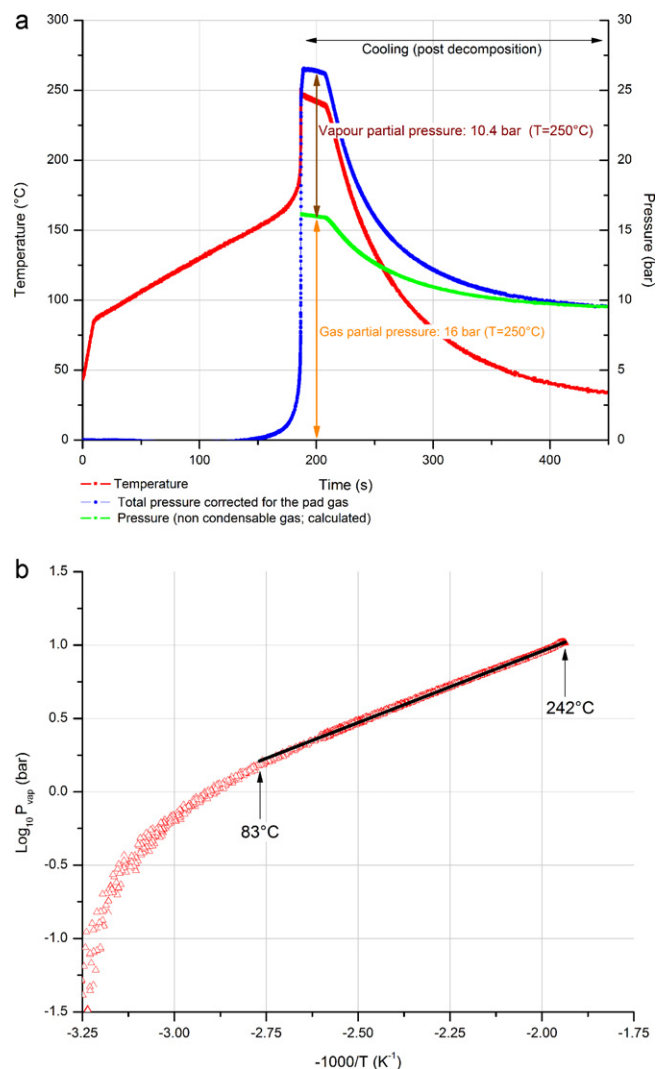 a
300
250
200
150
100
50
0
Temperature (°C)
30
25
20
15
10
5
0
Pressure (bar)
Cooling (post decomposition)
Vapour partial pressure: 10.4 bar (T=250°C)
Gas partial pressure: 16 bar (T=250°C)
0 100 200 300 400
Time (s)
Temperature
Total pressure corrected for the pad gas
Pressure (non condensable gas; calculated)
b
1.5
1.0
0.5
0.0
-0.5
-1.0
-1.5
Log10 Pvap (bar)
242°C
83°C
-3.25 -3.00 -2.75 -2.50 -2.25 -2.00 -1.75
-1000/T (K-1)